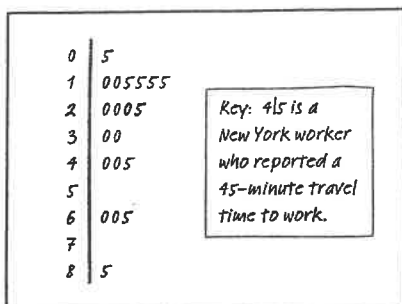 0 | 5
1 | 005555
2 | 0005
3 | 00
4 | 005
5 |
6 | 005
7 |
8 | 5
Key: 4|5 is a
New York worker
who reported a
45-minute travel
time to work.